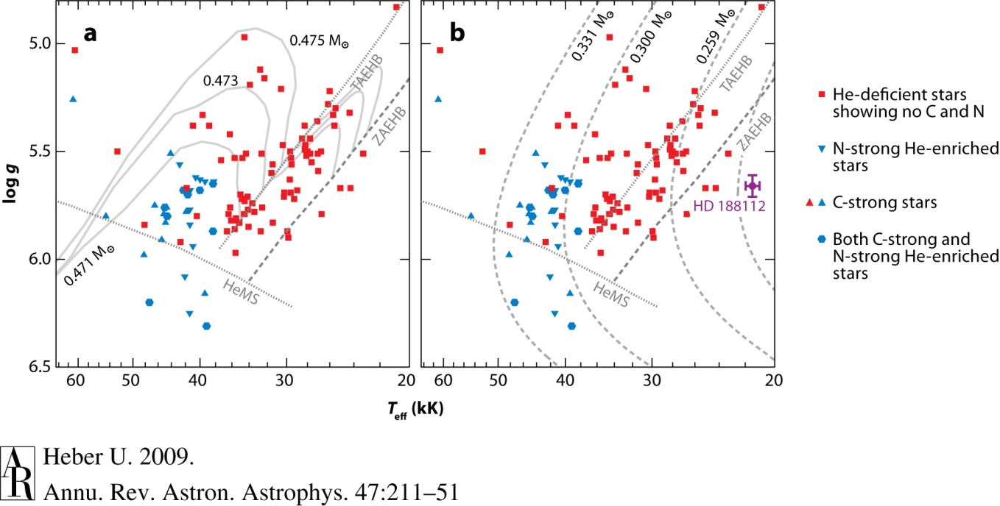 a
0.475 M⊙
0.473
0.471 M⊙
TAEHB
ZAEHB
HeMS
5.0
5.5
6.0
6.5
log g
60
50
40
30
20
b
0.331 M⊙
0.300 M⊙
0.259 M⊙
TAEHB
ZAEHB
HD 188112
HeMS
60
50
40
30
20
Teff (kK)
He-deficient stars
showing no C and N
N-strong He-enriched
stars
C-strong stars
Both C-strong and
N-strong He-enriched
stars
AR
Heber U. 2009.
Annu. Rev. Astron. Astrophys. 47:211–51